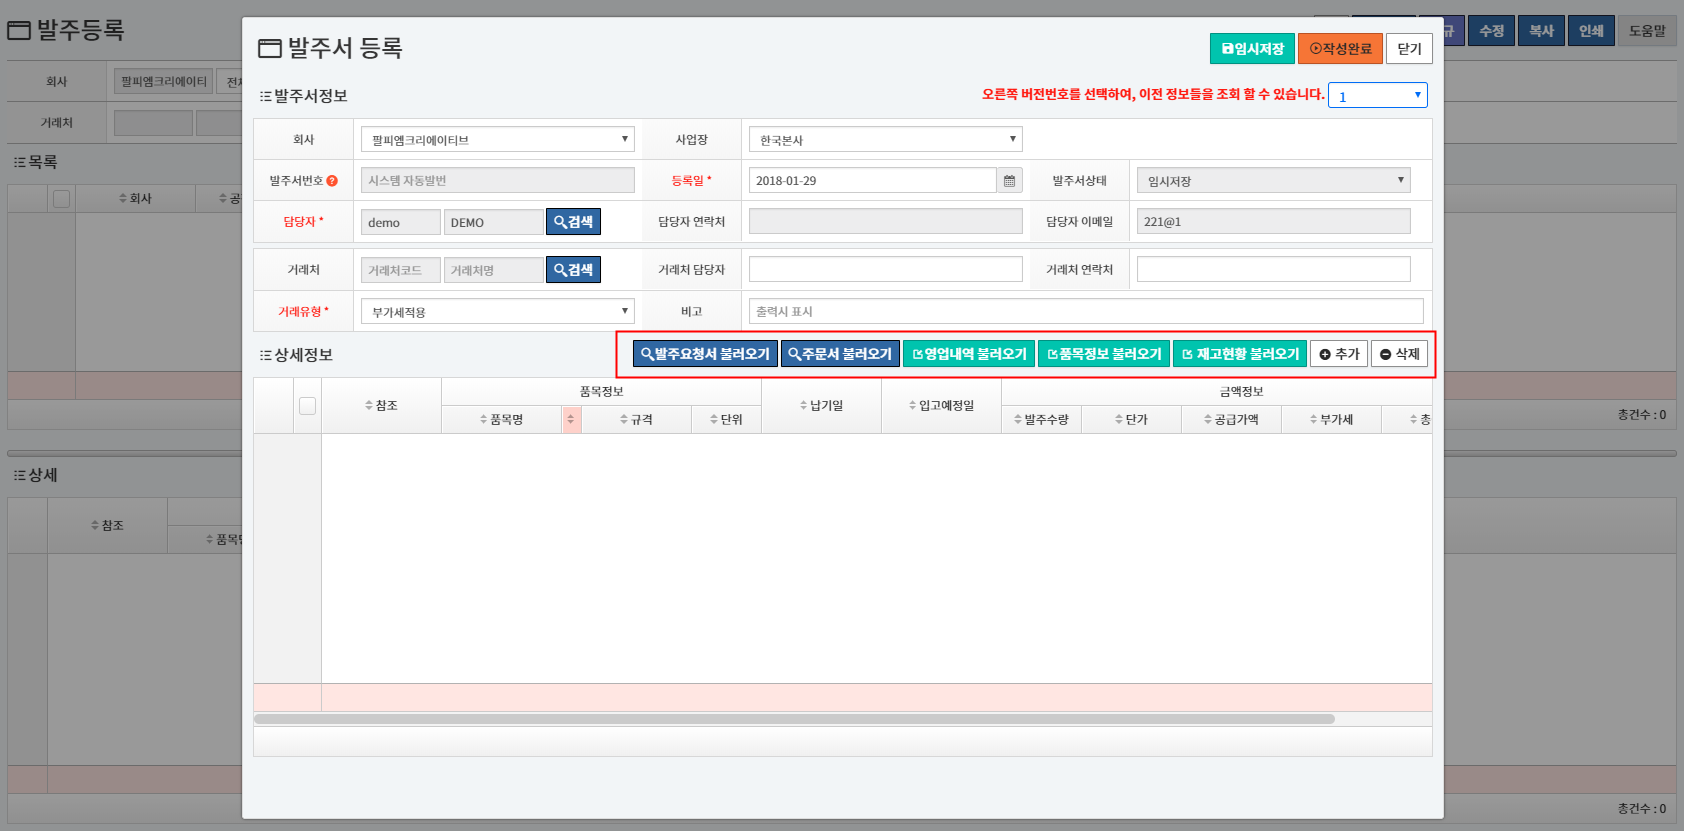 발주등록
규 수정 복사 인쇄 도움말
회사 팔피엠크리에이티 전체
거래처
목록
회사 공
총건수 : 0
상세
참조 품목명
총건수 : 0
발주서 등록
임시저장 작성완료 닫기
발주서정보
오른쪽 버전번호를 선택하여, 이전 정보들을 조회 할 수 있습니다. 1
회사 팔피엠크리에이티브 사업장 한국본사
발주서번호 ? 시스템 자동발번 등록일 * 2018-01-29 발주서상태 임시저장
담당자 * demo DEMO 검색 담당자 연락처 담당자 이메일 221@1
거래처 거래처코드 거래처명 검색 거래처 담당자 거래처 연락처
거래유형 * 부가세적용 비고 출력시 표시
상세정보 발주요청서 불러오기 주문서 불러오기 영업내역 불러오기 품목정보 불러오기 재고현황 불러오기 추가 삭제
참조 품목정보 납기일 입고예정일 금액정보
품목명 규격 단위 발주수량 단가 공급가액 부가세 총